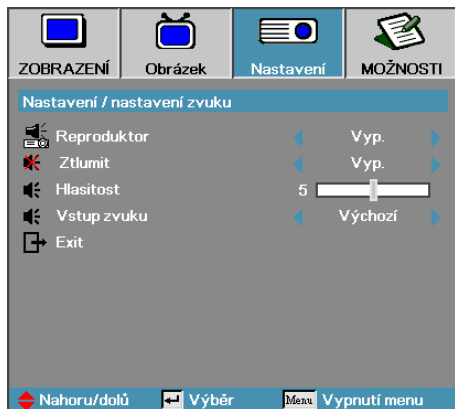 ZOBRAZENÍ Obrázek Nastavení MOŽNOSTI
Nastavení / nastavení zvuku
Reproduktor Vyp.
Ztlumit Vyp.
Hlasitost 5
Vstup zvuku Výchozí
Exit
Nahoru/dolů Výběr Menu Vypnutí menu